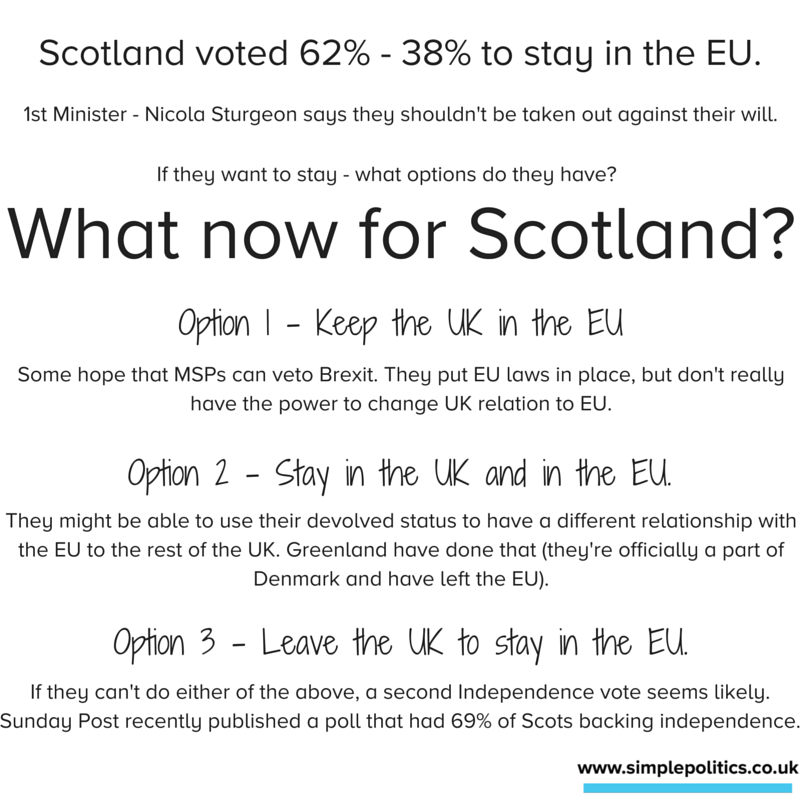 Scotland voted 62% - 38% to stay in the EU.
1st Minister - Nicola Sturgeon says they shouldn't be taken out against their will.
If they want to stay - what options do they have?
What now for Scotland?
Option 1 - Keep the UK in the EU
Some hope that MSPs can veto Brexit. They put EU laws in place, but don't really
have the power to change UK relation to EU.
Option 2 - Stay in the UK and in the EU.
They might be able to use their devolved status to have a different relationship with
the EU to the rest of the UK. Greenland have done that (they're officially a part of
Denmark and have left the EU).
Option 3 - Leave the UK to stay in the EU.
If they can't do either of the above, a second Independence vote seems likely.
Sunday Post recently published a poll that had 69% of Scots backing independence.
www.simplepolitics.co.uk